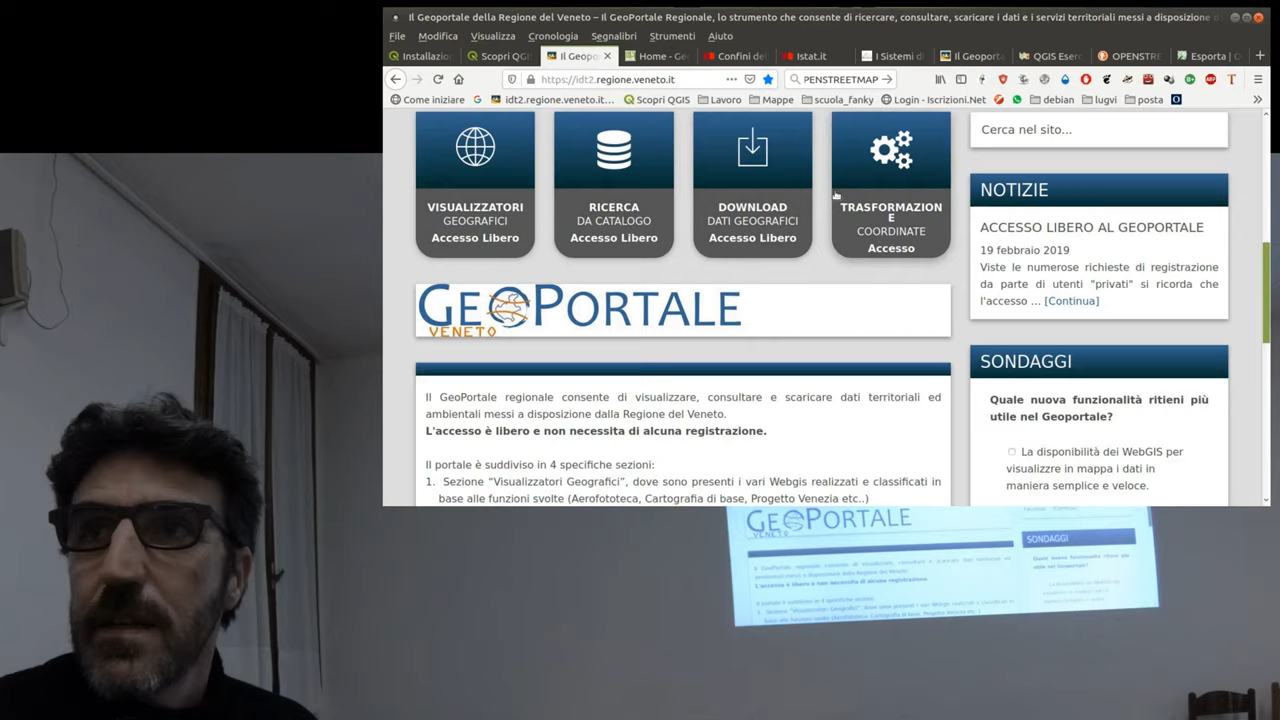 Il Geoportale della Regione del Veneto – Il GeoPortale Regionale, lo strumento che consente di ricercare, consultare, scaricare i dati e i servizi territoriali messi a disposizione d
File Modifica Visualizza Cronologia Segnalibri Strumenti Aiuto
Installazion Scopri QGI Il Geopo Home - Geo Confini dei Istat.it I Sistemi di Il Geoporta QGIS Eserc OPENSTRE Esporta | O
https://idt2.regione.veneto.it PENSTREETMAP
Come iniziare idt2.regione.veneto.it… Scopri QGIS Lavoro Mappe scuola_fanky Login - Iscrizioni.Net debian lugvi posta
VISUALIZZATORI
GEOGRAFICI
Accesso Libero
RICERCA
DA CATALOGO
Accesso Libero
DOWNLOAD
DATI GEOGRAFICI
Accesso Libero
TRASFORMAZION
E
COORDINATE
Accesso
Cerca nel sito...
NOTIZIE
ACCESSO LIBERO AL GEOPORTALE
19 febbraio 2019
Viste le numerose richieste di registrazione
da parte di utenti "privati" si ricorda che
l'accesso ... [Continua]
GEOPORTALE
VENETO
Il GeoPortale regionale consente di visualizzare, consultare e scaricare dati territoriali ed
ambientali messi a disposizione dalla Regione del Veneto.
L'accesso è libero e non necessita di alcuna registrazione.
Il portale è suddiviso in 4 specifiche sezioni:
1. Sezione “Visualizzatori Geografici”, dove sono presenti i vari Webgis realizzati e classificati in
base alle funzioni svolte (Aerofototeca, Cartografia di base, Progetto Venezia etc..)
SONDAGGI
Quale nuova funzionalità ritieni più
utile nel Geoportale?
La disponibilità dei WebGIS per
visualizzre in mappa i dati in
maniera semplice e veloce.
GEOPORTALE
VENETO
SONDAGGI